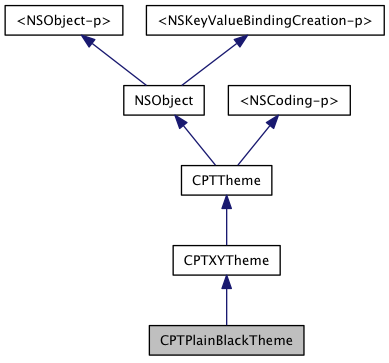 <NSObject-p>
<NSKeyValueBindingCreation-p>
NSObject
<NSCoding-p>
CPTTheme
CPTXYTheme
CPTPlainBlackTheme